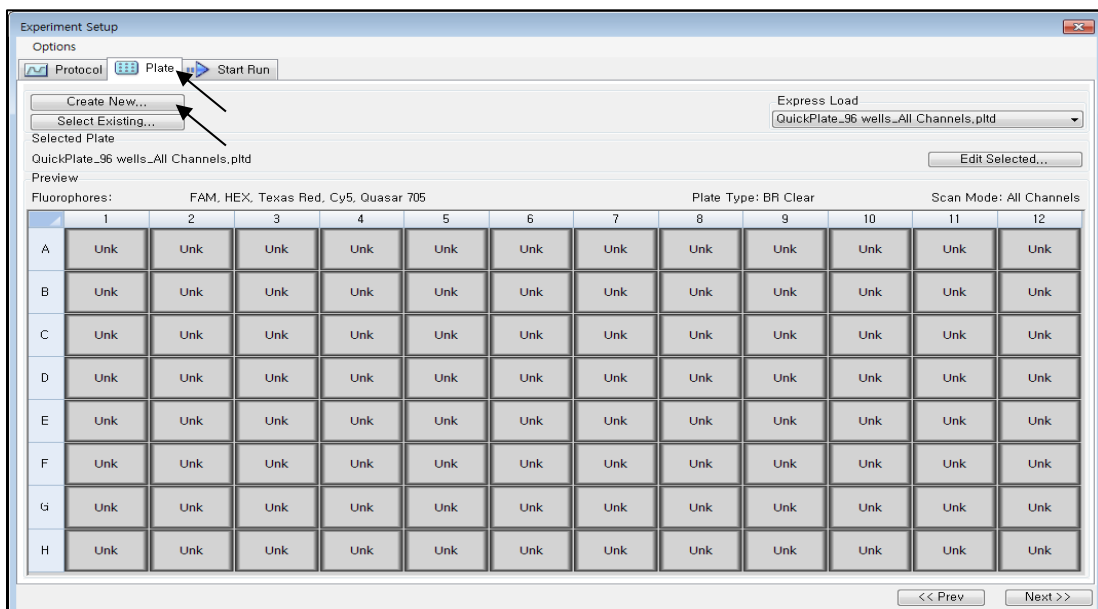 Experiment Setup
Options
Protocol Plate Start Run
Create New...
Select Existing...
Express Load
QuickPlate_96 wells_All Channels.pltd
Selected Plate
QuickPlate_96 wells_All Channels.pltd
Edit Selected...
Preview
Fluorophores: FAM, HEX, Texas Red, Cy5, Quasar 705 Plate Type: BR Clear Scan Mode: All Channels
1 2 3 4 5 6 7 8 9 10 11 12
A Unk Unk Unk Unk Unk Unk Unk Unk Unk Unk Unk Unk
B Unk Unk Unk Unk Unk Unk Unk Unk Unk Unk Unk Unk
C Unk Unk Unk Unk Unk Unk Unk Unk Unk Unk Unk Unk
D Unk Unk Unk Unk Unk Unk Unk Unk Unk Unk Unk Unk
E Unk Unk Unk Unk Unk Unk Unk Unk Unk Unk Unk Unk
F Unk Unk Unk Unk Unk Unk Unk Unk Unk Unk Unk Unk
G Unk Unk Unk Unk Unk Unk Unk Unk Unk Unk Unk Unk
H Unk Unk Unk Unk Unk Unk Unk Unk Unk Unk Unk Unk
<< Prev Next >>